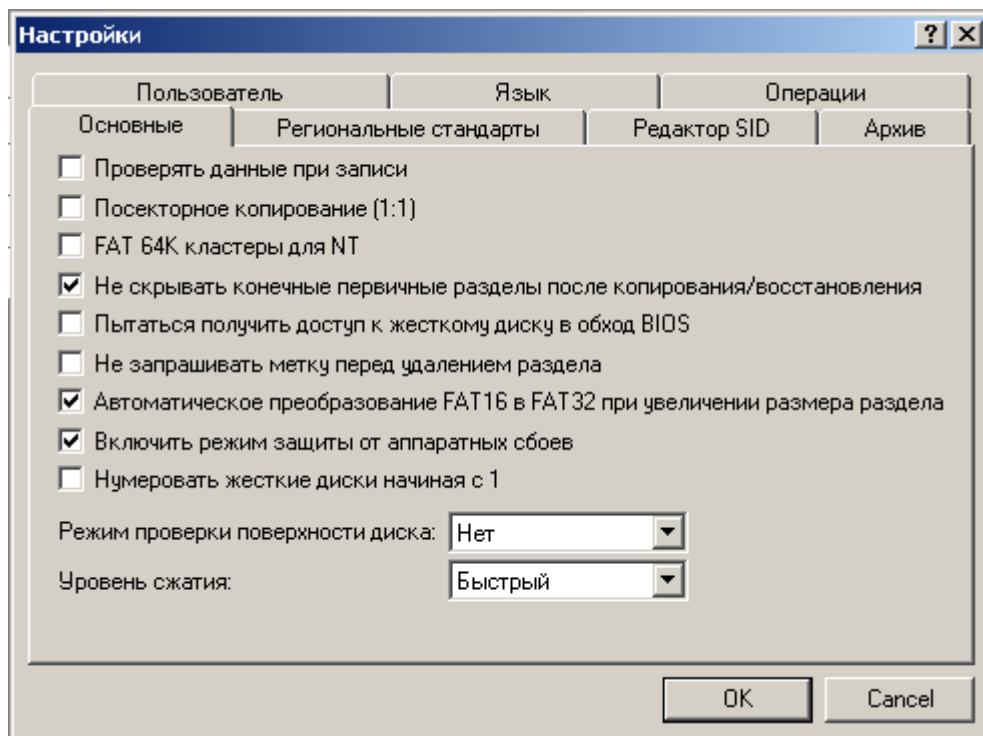 Настройки
Пользователь Язык Операции
Основные Региональные стандарты Редактор SID Архив
Проверять данные при записи
Посекторное копирование (1:1)
FAT 64K кластеры для NT
Не скрывать конечные первичные разделы после копирования/восстановления
Пытаться получить доступ к жесткому диску в обход BIOS
Не запрашивать метку перед удалением раздела
Автоматическое преобразование FAT16 в FAT32 при увеличении размера раздела
Включить режим защиты от аппаратных сбоев
Нумеровать жесткие диски начиная с 1
Режим проверки поверхности диска: Нет
Уровень сжатия: Быстрый
OK Cancel